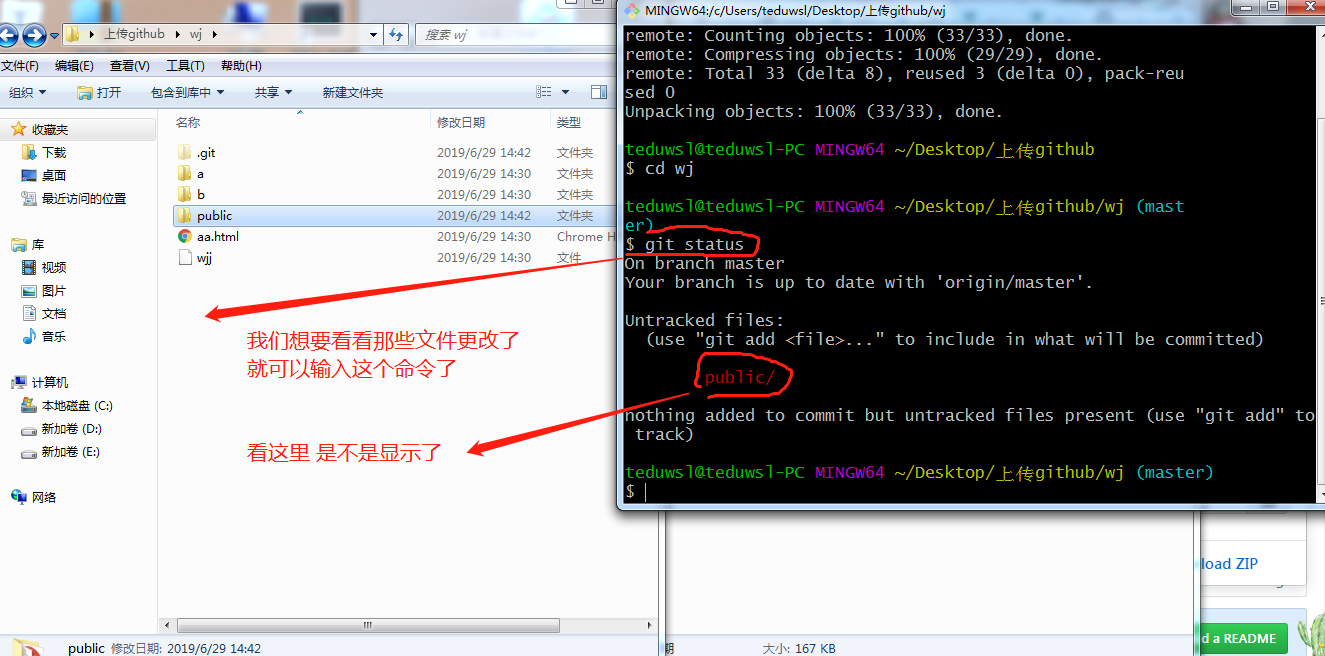 上传github wj
搜索 wj
文件(F) 编辑(E) 查看(V) 工具(T) 帮助(H)
组织 打开 包含到库中 共享 新建文件夹
名称 修改日期 类型
.git 2019/6/29 14:42 文件夹
a 2019/6/29 14:30 文件夹
b 2019/6/29 14:30 文件夹
public 2019/6/29 14:42 文件夹
aa.html 2019/6/29 14:30 Chrome H
wjj 2019/6/29 14:30 文件
收藏夹
下载
桌面
最近访问的位置
库
视频
图片
文档
音乐
计算机
本地磁盘 (C:)
新加卷 (D:)
新加卷 (E:)
网络
我们想要看看那些文件更改了
就可以输入这个命令了
看这里 是不是显示了
public 修改日期: 2019/6/29 14:42
MINGW64:/c/Users/teduwsl/Desktop/上传github/wj
remote: Counting objects: 100% (33/33), done.
remote: Compressing objects: 100% (29/29), done.
remote: Total 33 (delta 8), reused 3 (delta 0), pack-reu
sed 0
Unpacking objects: 100% (33/33), done.
teduwsl@teduwsl-PC MINGW64 ~/Desktop/上传github
$ cd wj
teduwsl@teduwsl-PC MINGW64 ~/Desktop/上传github/wj (mast
er)
$ git status
On branch master
Your branch is up to date with 'origin/master'.
Untracked files:
(use "git add <file>..." to include in what will be committed)
public/
nothing added to commit but untracked files present (use "git add" to
track)
teduwsl@teduwsl-PC MINGW64 ~/Desktop/上传github/wj (master)
$
load ZIP
d a README
期 大小: 167 KB